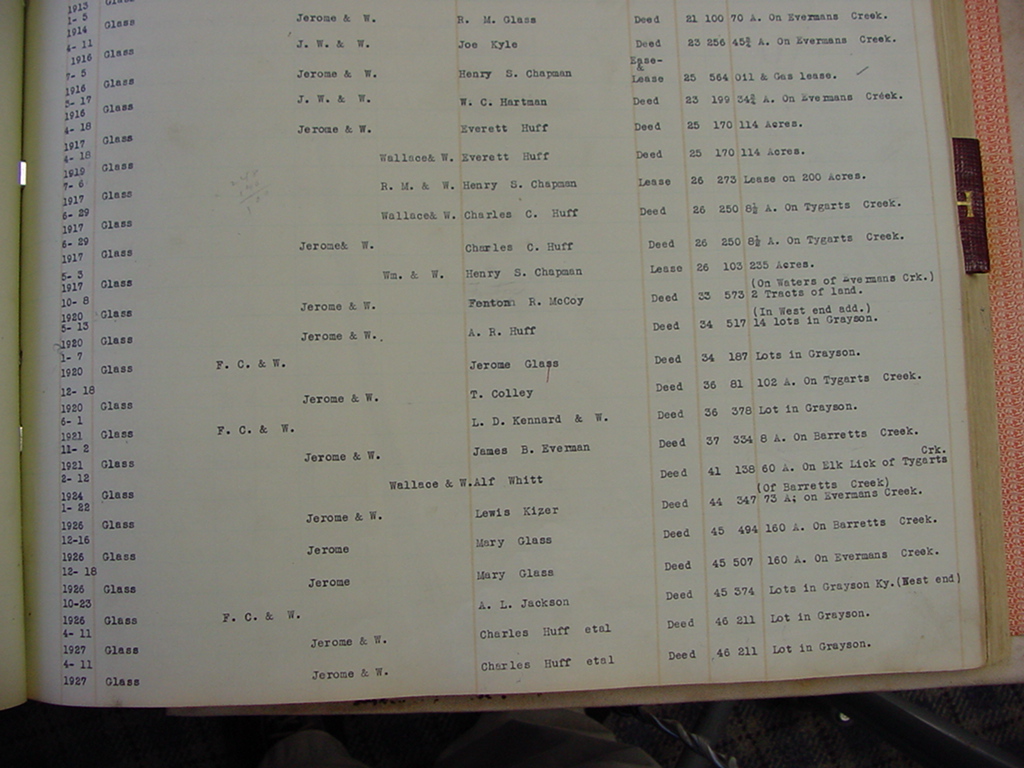 1913
1- 5 Glass Jerome & W. R. M. Glass Deed 21 100 70 A. On Evermans Creek.
1914
4- 11 Glass J. W. & W. Joe Kyle Deed 23 256 45¾ A. On Evermans Creek.
1916
Ease-
&
7- 5 Glass Jerome & W. Henry S. Chapman Lease 25 564 Oil & Gas lease.
1916
3- 17 Glass J. W. & W. W. C. Hartman Deed 23 199 34¾ A. On Evermans Creek.
1916
4- 18 Glass Jerome & W. Everett Huff Deed 25 170 114 Acres.
1917
4- 18 Glass Wallace& W. Everett Huff Deed 25 170 114 Acres.
1919
7- 6 Glass R. M. & W. Henry S. Chapman Lease 26 273 Lease on 200 Acres.
1917
6- 29 Glass Wallace& W. Charles C. Huff Deed 26 250 8½ A. On Tygarts Creek.
1917
6- 29 Glass Jerome& W. Charles C. Huff Deed 26 250 8½ A. On Tygarts Creek.
1917
5- 3 Glass Wm. & W. Henry S. Chapman Lease 26 103 235 Acres.
1917
(On Waters of Evermans Crk.)
10- 8 Glass Jerome & W. Fenton R. McCoy Deed 33 573 2 Tracts of land.
1920
(In West end add.)
5- 13 Glass Jerome & W. A. R. Huff Deed 34 517 14 lots in Grayson.
1920
1- 7 Glass F. C. & W. Jerome Glass Deed 34 187 Lots in Grayson.
1920
12- 18 Glass Jerome & W. T. Colley Deed 36 81 102 A. On Tygarts Creek.
1920
6- 1 Glass F. C. & W. L. D. Kennard & W. Deed 36 378 Lot in Grayson.
1921
11- 2 Glass Jerome & W. James B. Everman Deed 37 334 8 A. On Barretts Creek.
1921
Crk.
2- 12 Glass Wallace & W. Alf Whitt Deed 41 138 60 A. On Elk Lick of Tygarts
1924
(Of Barretts Creek)
1- 22 Glass Jerome & W. Lewis Kizer Deed 44 347 73 A; on Evermans Creek.
1926
12-16 Glass Jerome Mary Glass Deed 45 494 160 A. On Barretts Creek.
1926
12- 18 Glass Jerome Mary Glass Deed 45 507 160 A. On Evermans Creek.
1926
10-23 Glass F. C. & W. A. L. Jackson Deed 45 374 Lots in Grayson Ky.(West end)
1926
4- 11 Glass Jerome & W. Charles Huff etal Deed 46 211 Lot in Grayson.
1927
4- 11 Glass Jerome & W. Charles Huff etal Deed 46 211 Lot in Grayson.
1927